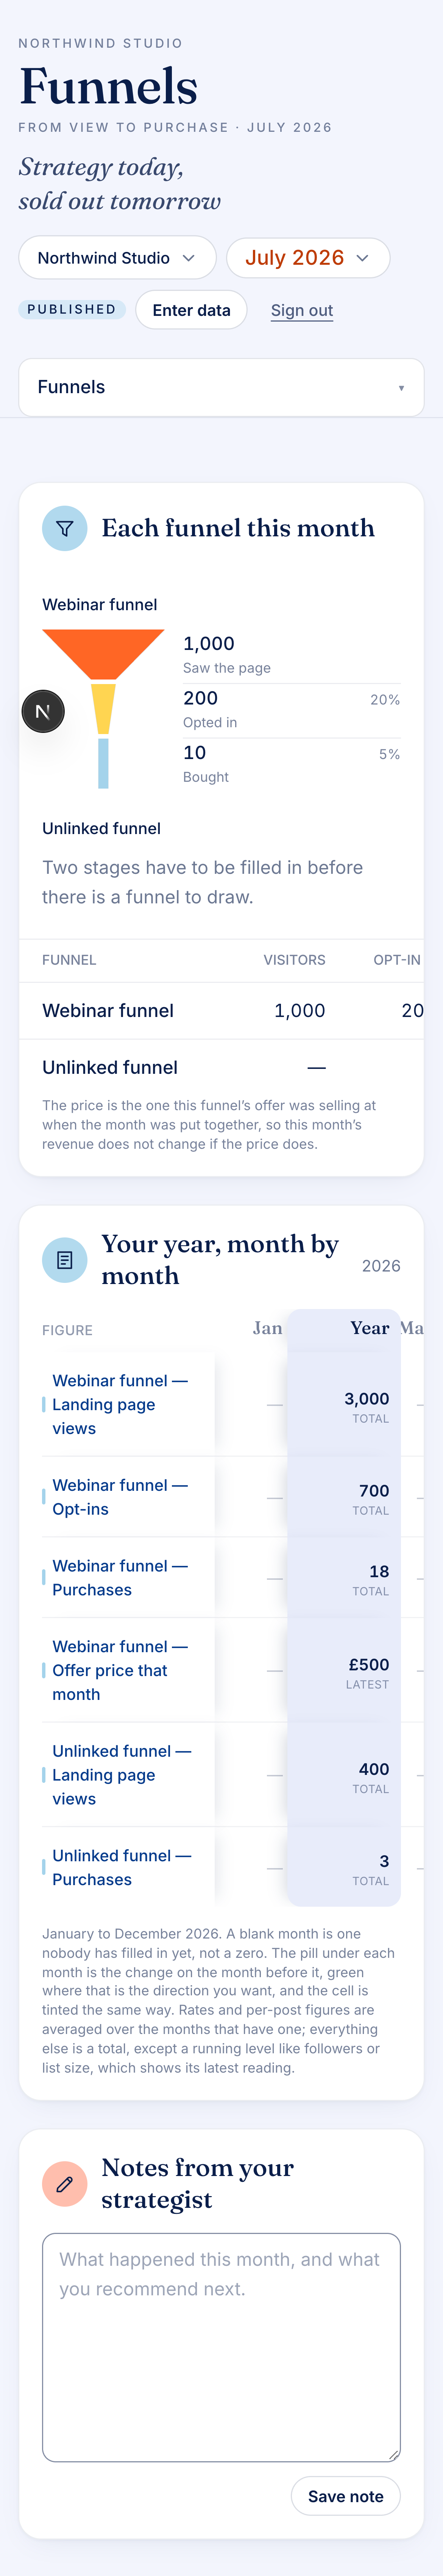 NORTHWIND STUDIO
Funnels
FROM VIEW TO PURCHASE · JULY 2026
Strategy today,
sold out tomorrow
Northwind Studio
July 2026
PUBLISHED
Enter data
Sign out
Funnels
Each funnel this month
Webinar funnel
1,000
Saw the page
200
20%
Opted in
10
5%
Bought
N
Unlinked funnel
Two stages have to be filled in before
there is a funnel to draw.
FUNNEL VISITORS OPT-IN
Webinar funnel 1,000 20
Unlinked funnel —
The price is the one this funnel’s offer was selling at
when the month was put together, so this month’s
revenue does not change if the price does.
Your year, month by
month
2026
FIGURE Jan Year Ma
Webinar funnel —
Landing page
views
— 3,000 —
TOTAL
Webinar funnel —
Opt-ins
— 700 —
TOTAL
Webinar funnel —
Purchases
— 18 —
TOTAL
Webinar funnel —
Offer price that
month
— £500 —
LATEST
Unlinked funnel —
Landing page
views
— 400 —
TOTAL
Unlinked funnel —
Purchases
— 3 —
TOTAL
January to December 2026. A blank month is one
nobody has filled in yet, not a zero. The pill under each
month is the change on the month before it, green
where that is the direction you want, and the cell is
tinted the same way. Rates and per-post figures are
averaged over the months that have one; everything
else is a total, except a running level like followers or
list size, which shows its latest reading.
Notes from your
strategist
What happened this month, and what
you recommend next.
Save note